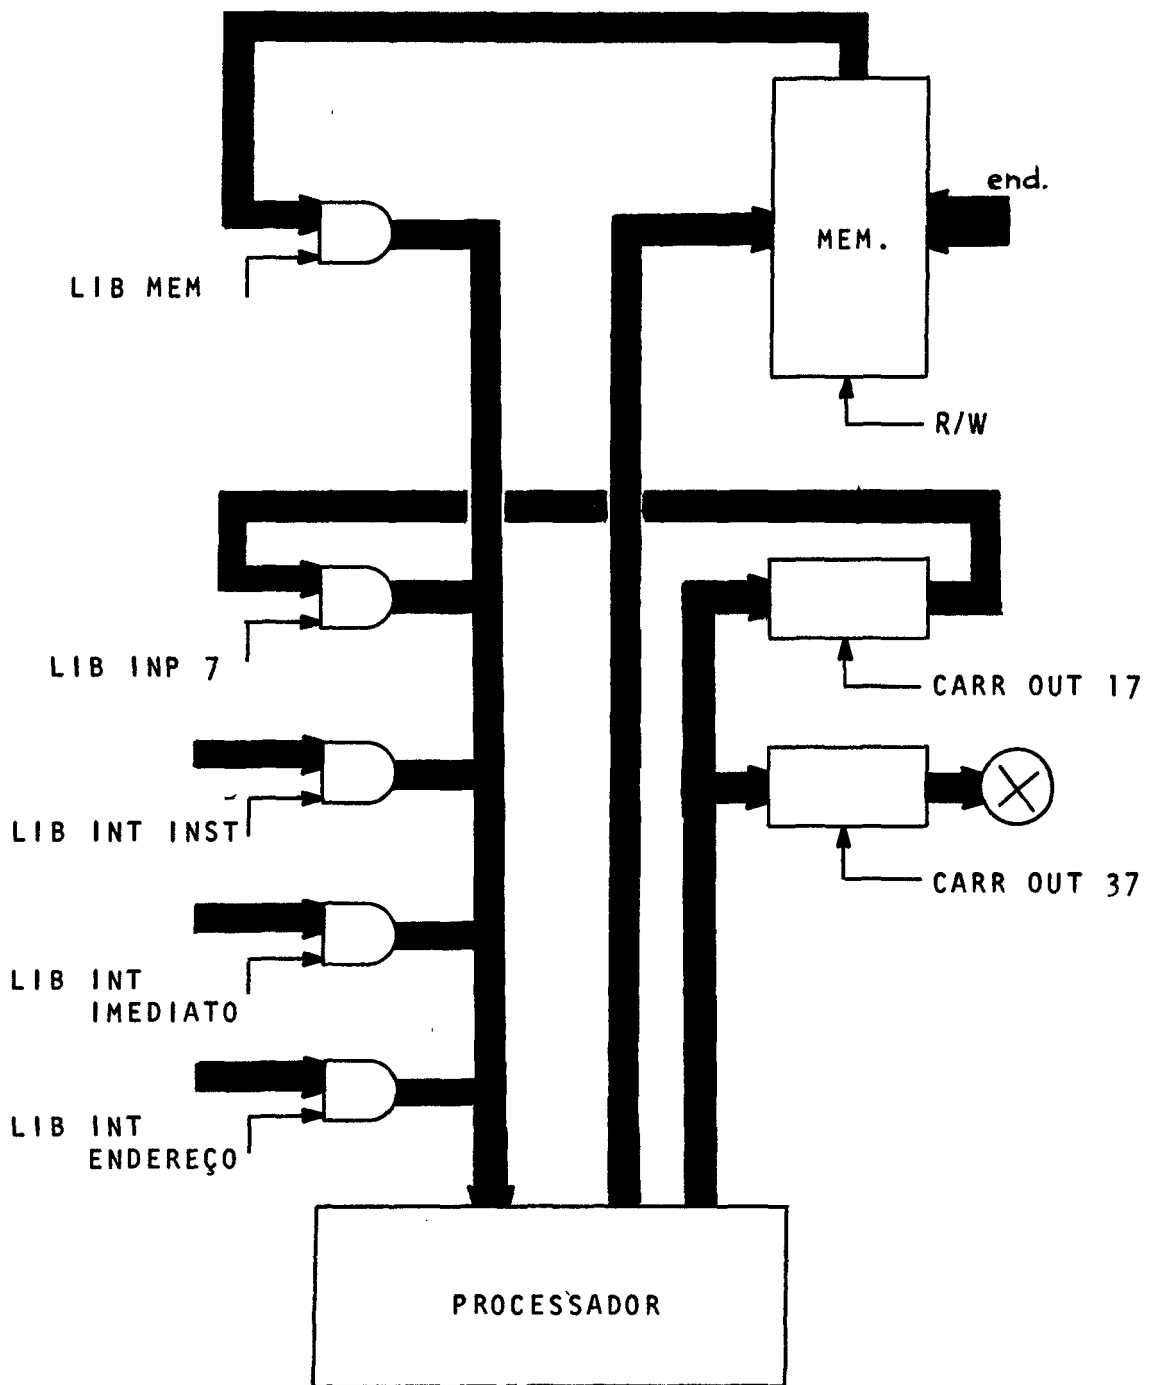 end.
MEM.
LIB MEM
R/W
LIB INP 7
CARR OUT 17
LIB INT INST
CARR OUT 37
LIB INT
IMEDIATO
LIB INT
ENDEREÇO
PROCESSADOR